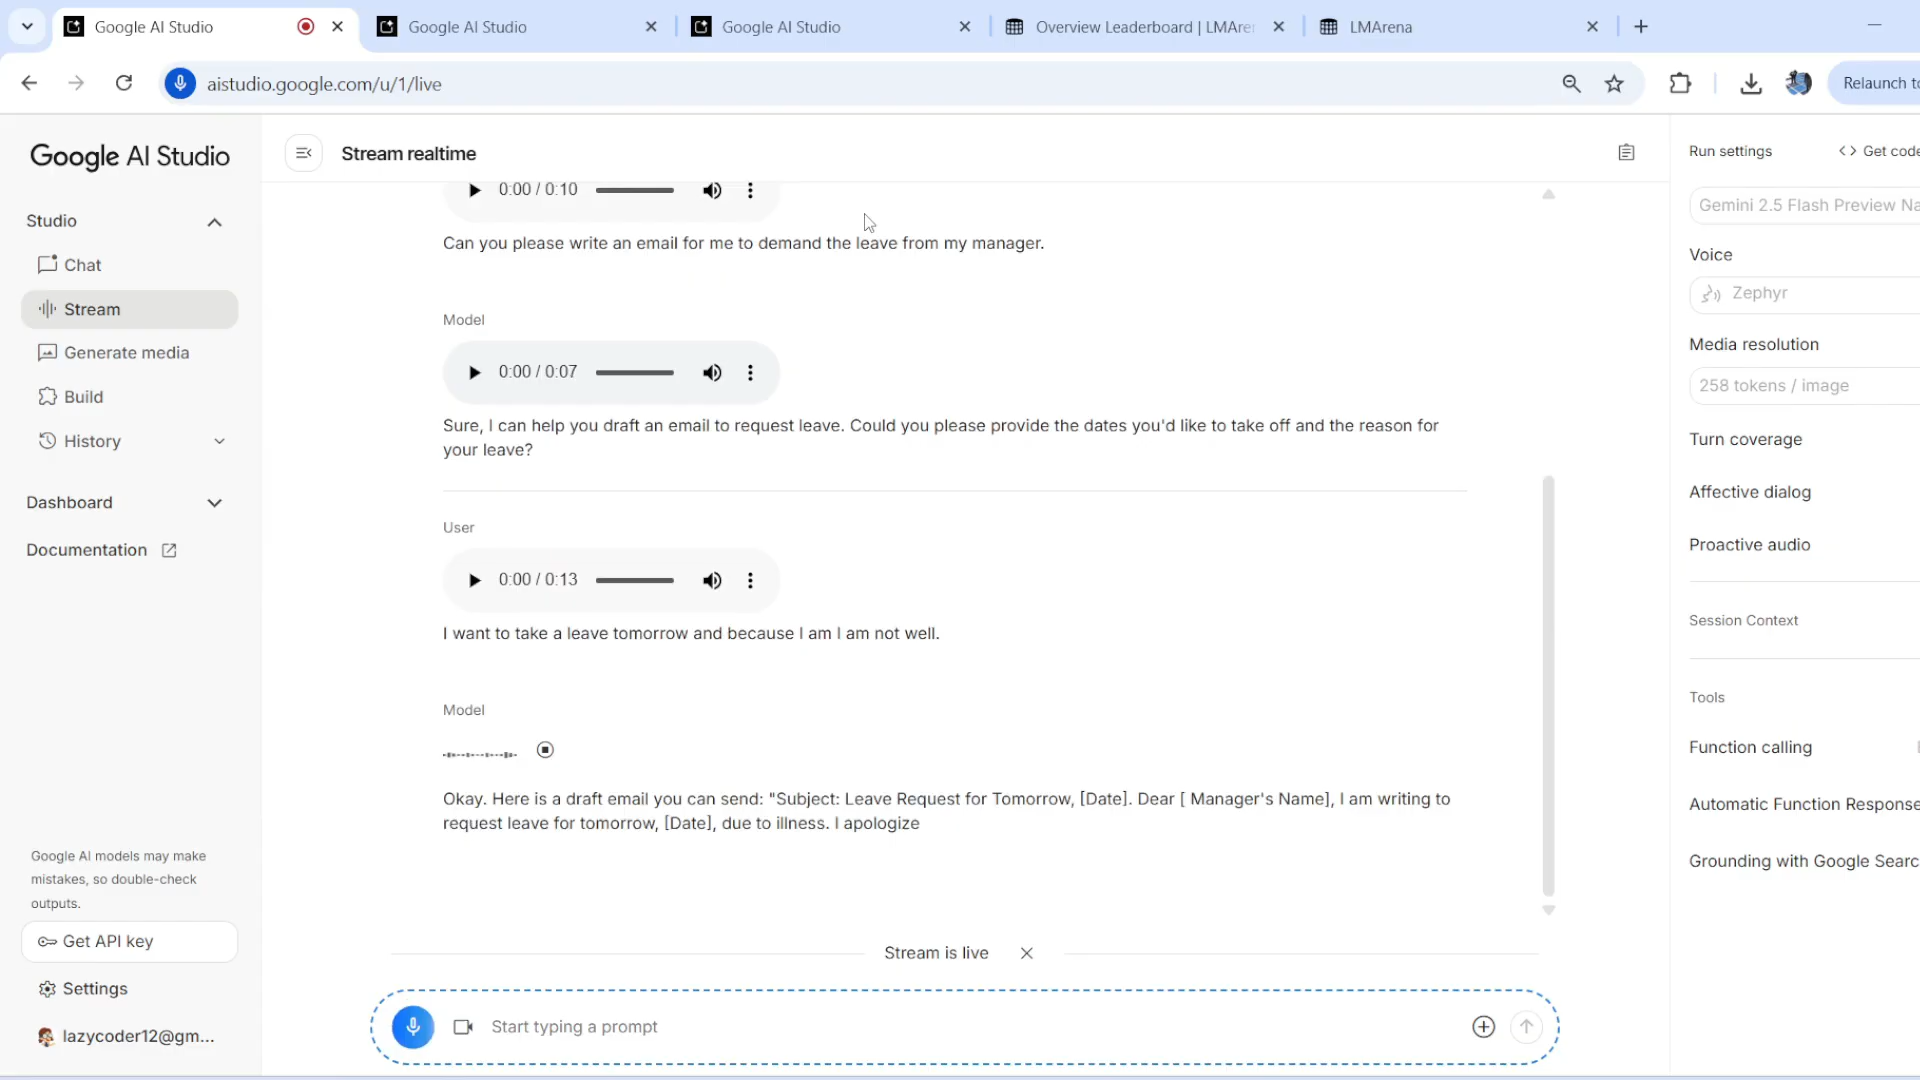 Google AI Studio
Google AI Studio
Google AI Studio
Overview Leaderboard | LMAre
LMArena
aistudio.google.com/u/1/live
Relaunch to
Google AI Studio
Studio
Chat
Stream
Generate media
Build
History
Dashboard
Documentation
Google AI models may make
mistakes, so double-check
outputs.
Get API key
Settings
lazycoder12@gm...
Stream realtime
0:00 / 0:10
Can you please write an email for me to demand the leave from my manager.
Model
0:00 / 0:07
Sure, I can help you draft an email to request leave. Could you please provide the dates you'd like to take off and the reason for
your leave?
User
0:00 / 0:13
I want to take a leave tomorrow and because I am I am not well.
Model
Okay. Here is a draft email you can send: "Subject: Leave Request for Tomorrow, [Date]. Dear [ Manager's Name], I am writing to
request leave for tomorrow, [Date], due to illness. I apologize
Stream is live
Start typing a prompt
Run settings
<> Get code
Gemini 2.5 Flash Preview Na
Voice
Zephyr
Media resolution
258 tokens / image
Turn coverage
Affective dialog
Proactive audio
Session Context
Tools
Function calling
Automatic Function Response
Grounding with Google Searc